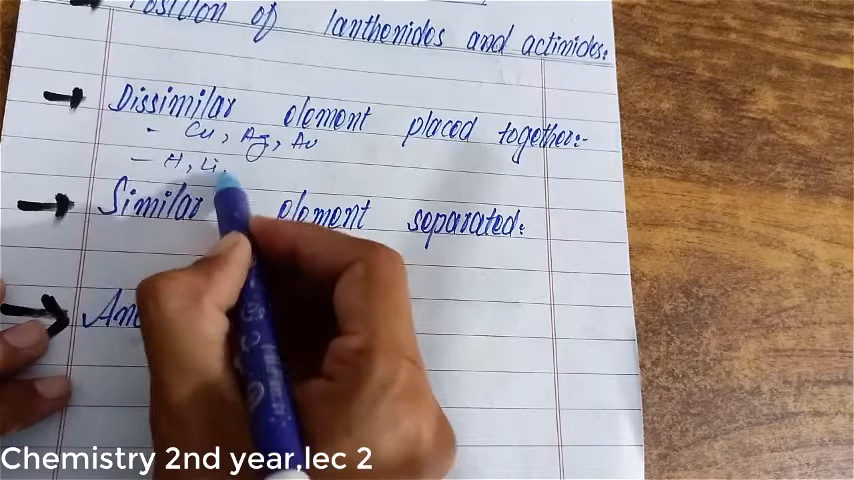 Position of lanthenides and actinides:
Dissimilar element placed together:-
- Cu, Ag, Au
- H, Li,
Similar element separated:
Chemistry 2nd year,lec 2